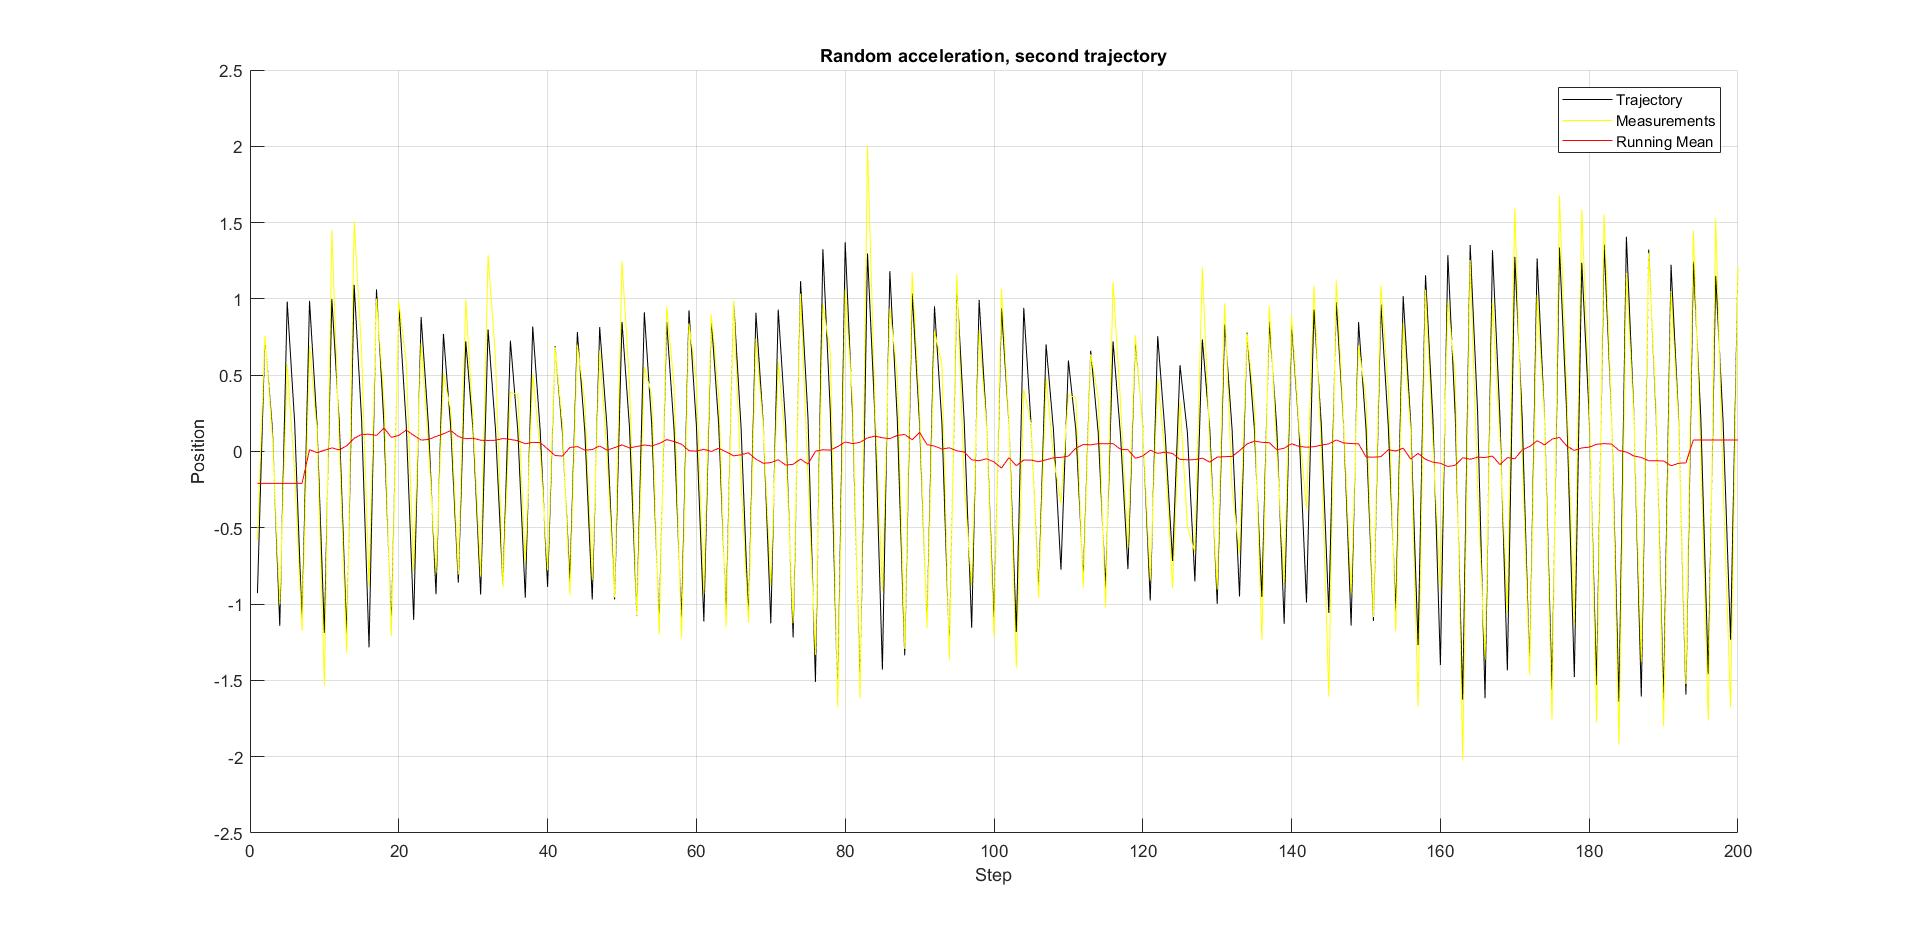 Random acceleration, second trajectory
Trajectory
Measurements
Running Mean
2.5
2
1.5
1
0.5
0
-0.5
-1
-1.5
-2
-2.5
Position
0 20 40 60 80 100 120 140 160 180 200
Step